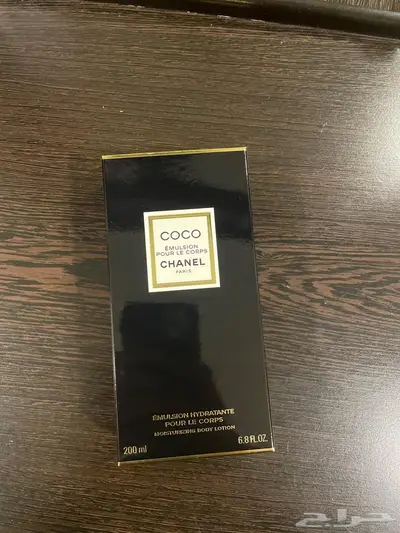 COCO
ÉMULSION
POUR LE CORPS
CHANEL
PARIS
ÉMULSION HYDRATANTE
POUR LE CORPS
MOISTURIZING BODY LOTION
200 ml 6.8 FL.OZ.
حراج